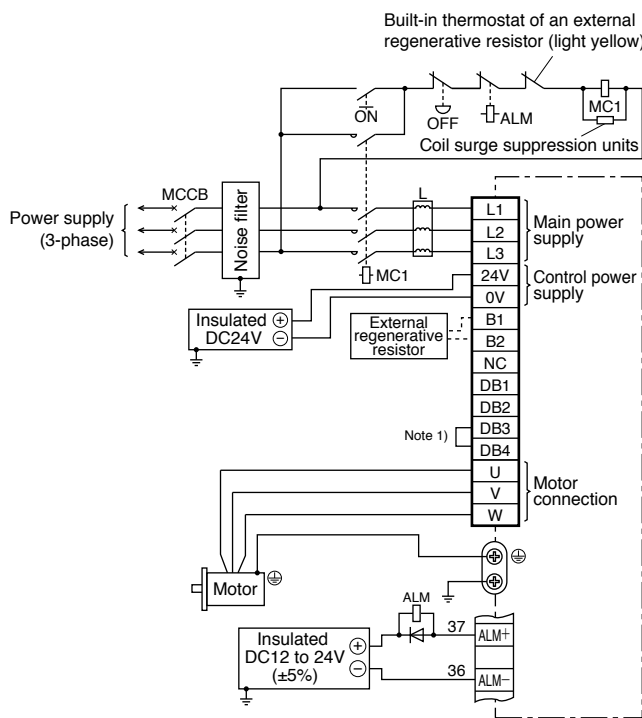 Built-in thermostat of an external
regenerative resistor (light yellow)
ON
OFF
ALM
MC1
Coil surge suppression units
MCCB
Noise filter
L
Power supply
(3-phase)
MC1
L1
L2
L3
24V
0V
B1
B2
NC
DB1
DB2
DB3
DB4
U
V
W
Main power
supply
Control power
supply
Insulated
DC24V
+
−
External
regenerative
resistor
Note 1)
Motor
connection
Motor
ALM
Insulated
DC12 to 24V
(±5%)
+
−
37
ALM+
36
ALM−